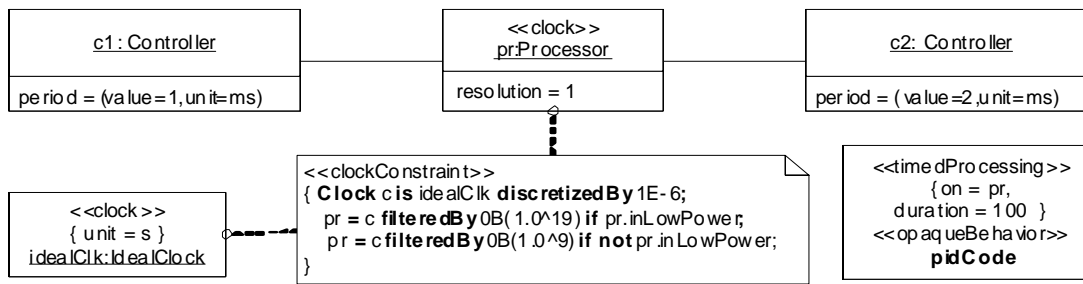 c1: Controller
period = (value=1,unit=ms)
<<clock>>
pr:Processor
resolution = 1
c2: Controller
period = ( value=2,unit=ms)
<<clock>>
{ unit = s }
idealClk:IdealClock
<<clockConstraint>>
{ Clock c is idealClk discretizedBy 1E-6;
pr = c filteredBy 0B(1.0^19) if pr.inLowPower;
pr = c filteredBy 0B(1.0^9) if not pr.inLowPower;
}
<<timedProcessing>>
{ on = pr,
duration = 100 }
<<opaqueBehavior>>
pidCode